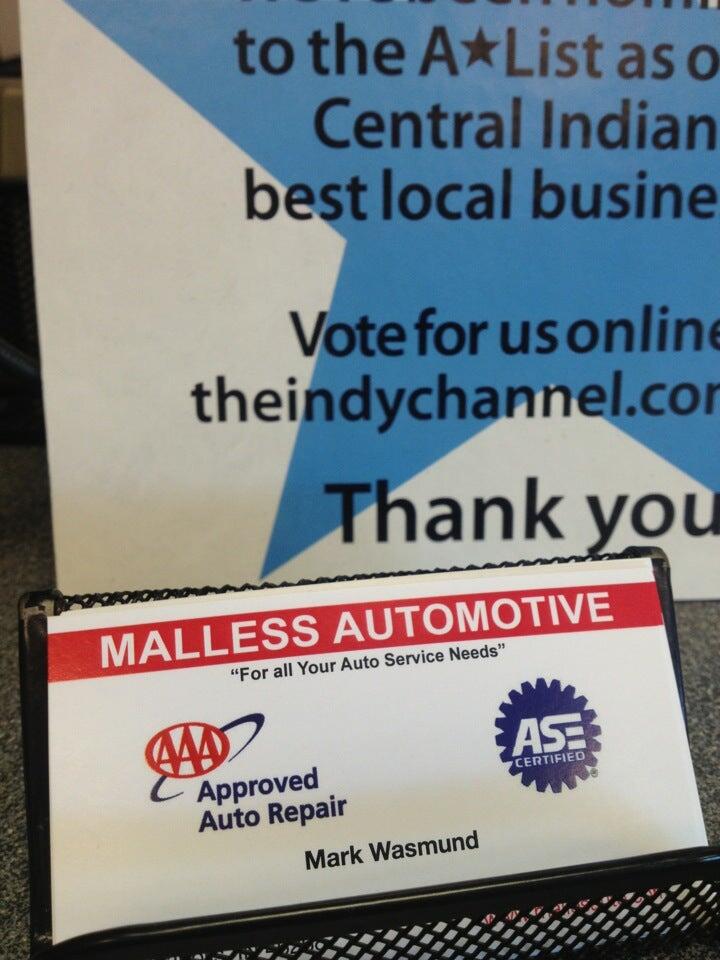 to the A★List as
Central Indian
best local busine
Vote for us online
theindychannel.co
Thank you
MALLESS AUTOMOTIVE
"For all Your Auto Service Needs"
AAA
Approved
Auto Repair
ASE
CERTIFIED
Mark Wasmund